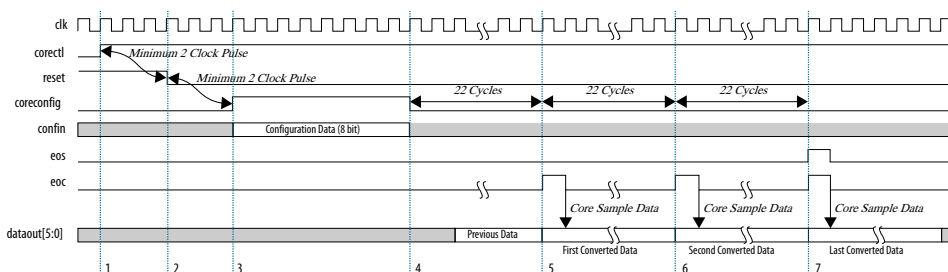 clk
corectl
Minimum 2 Clock Pulse
reset
Minimum 2 Clock Pulse
coreconfig
22 Cycles 22 Cycles 22 Cycles
confin
Configuration Data (8 bit)
eos
eoc
Core Sample Data Core Sample Data Core Sample Data
dataout[5:0]
Previous Data
First Converted Data Second Converted Data Last Converted Data
1 2 3 4 5 6 7